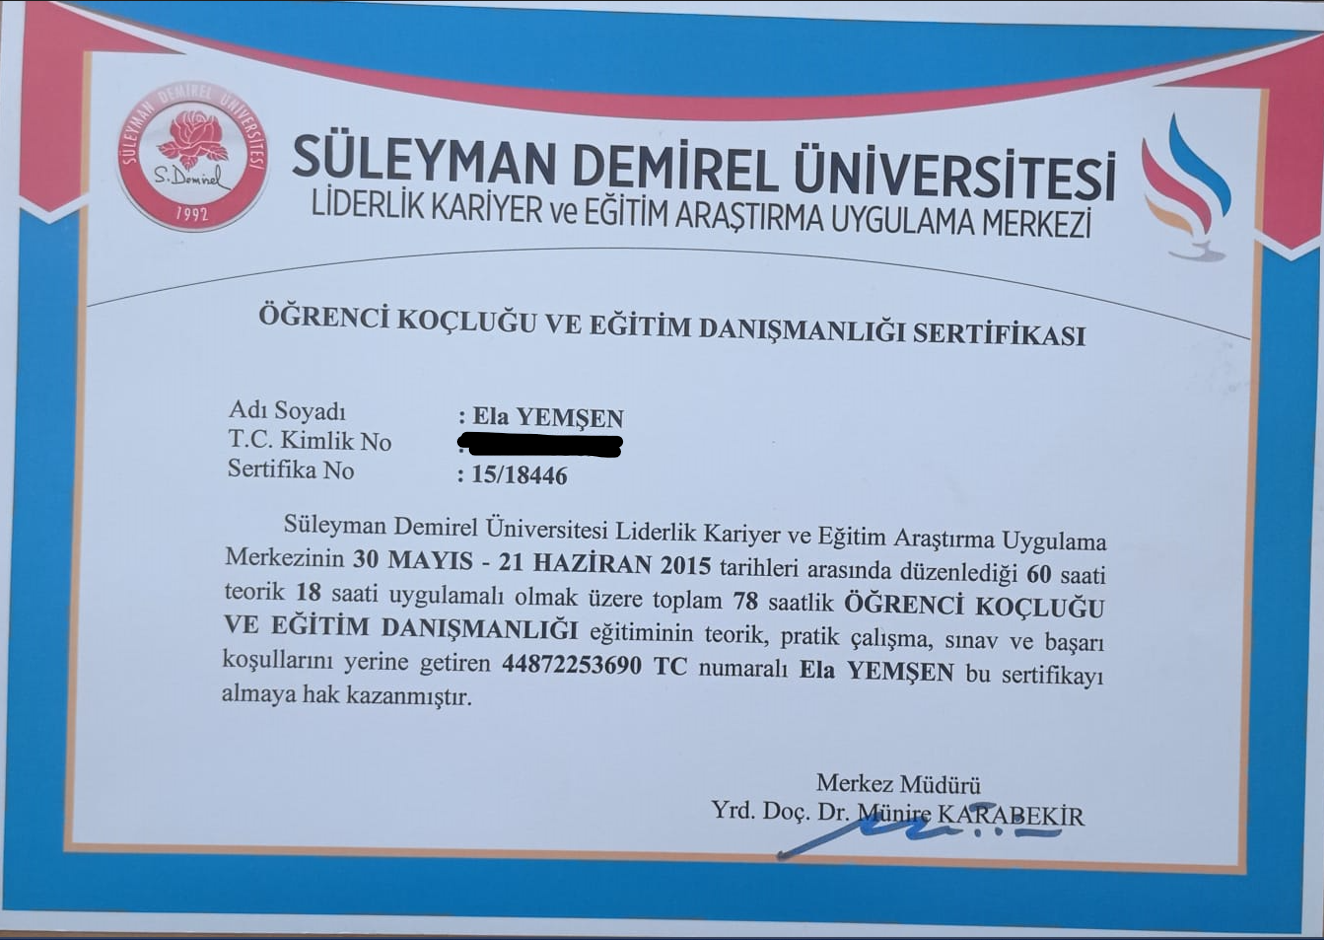 SÜLEYMAN DEMİREL ÜNİVERSİTESİ
S. Demirel
1992
SÜLEYMAN DEMİREL ÜNİVERSİTESİ
LİDERLİK KARİYER ve EĞİTİM ARAŞTIRMA UYGULAMA MERKEZİ
ÖĞRENCİ KOÇLUĞU VE EĞİTİM DANIŞMANLIĞI SERTİFİKASI
Adı Soyadı : Ela YEMŞEN
T.C. Kimlik No :
Sertifika No : 15/18446
Süleyman Demirel Üniversitesi Liderlik Kariyer ve Eğitim Araştırma Uygulama
Merkezinin 30 MAYIS - 21 HAZİRAN 2015 tarihleri arasında düzenlediği 60 saati
teorik 18 saati uygulamalı olmak üzere toplam 78 saatlik ÖĞRENCİ KOÇLUĞU
VE EĞİTİM DANIŞMANLIĞI eğitiminin teorik, pratik çalışma, sınav ve başarı
koşullarını yerine getiren 44872253690 TC numaralı Ela YEMŞEN bu sertifikayı
almaya hak kazanmıştır.
Merkez Müdürü
Yrd. Doç. Dr. Münire KARABEKİR